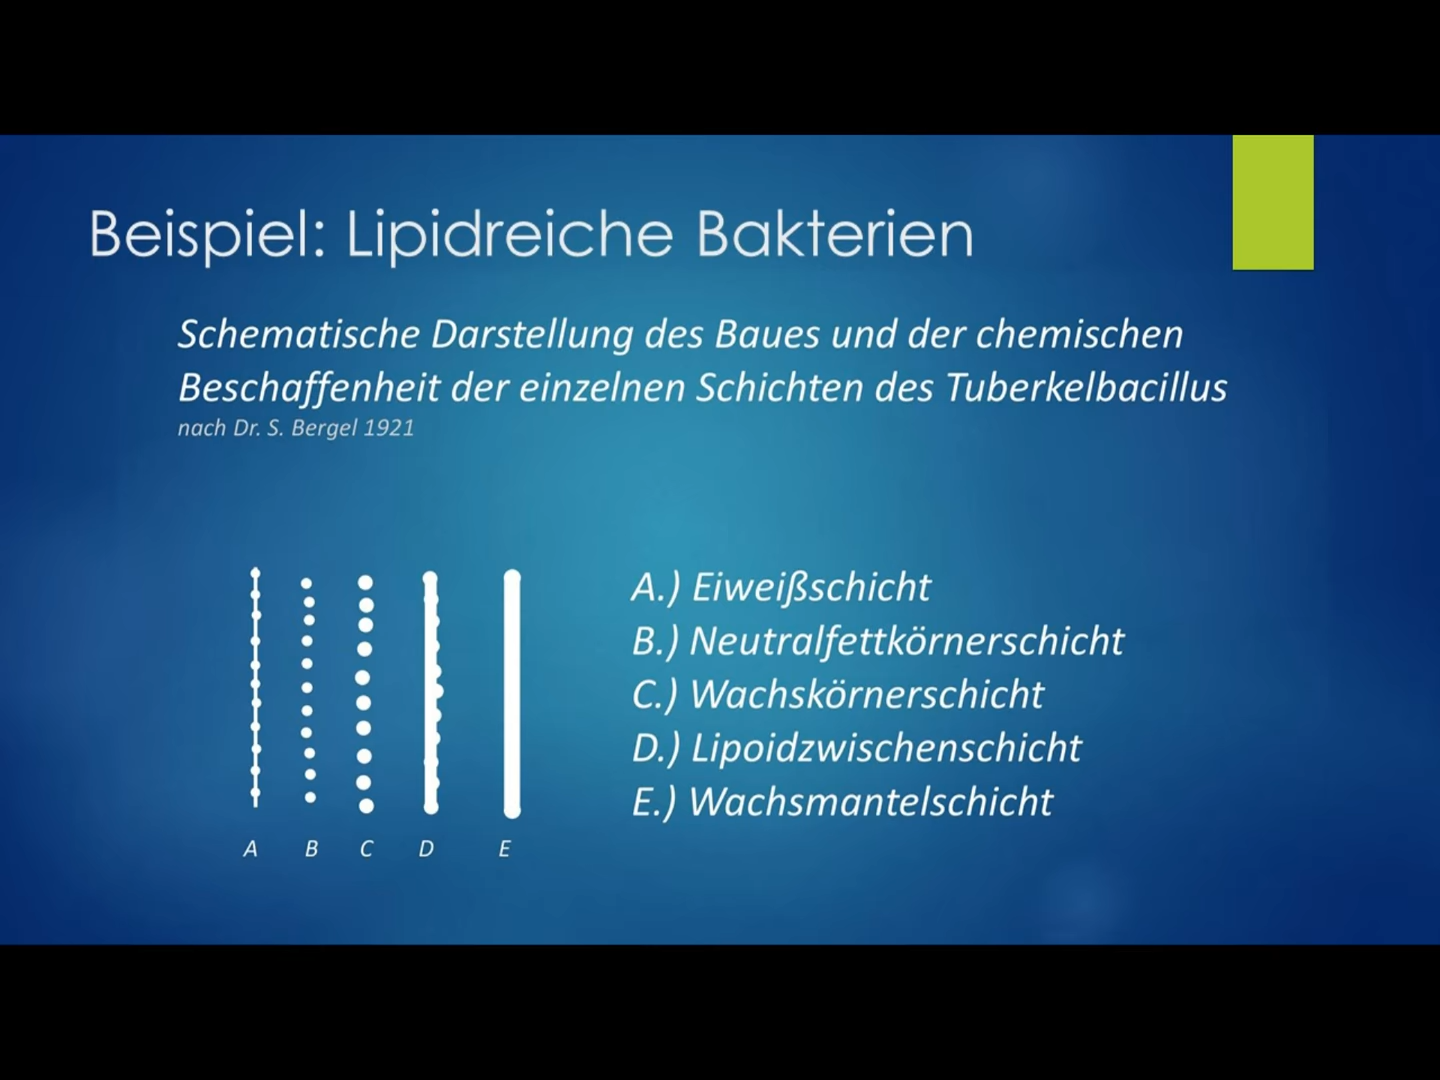 Beispiel: Lipidreiche Bakterien
Schematische Darstellung des Baues und der chemischen
Beschaffenheit der einzelnen Schichten des Tuberkelbacillus
nach Dr. S. Bergel 1921
A.) Eiweißschicht
B.) Neutralfettkörnerschicht
C.) Wachskörnerschicht
D.) Lipoidzwischenschicht
E.) Wachsmantelschicht
A B C D E